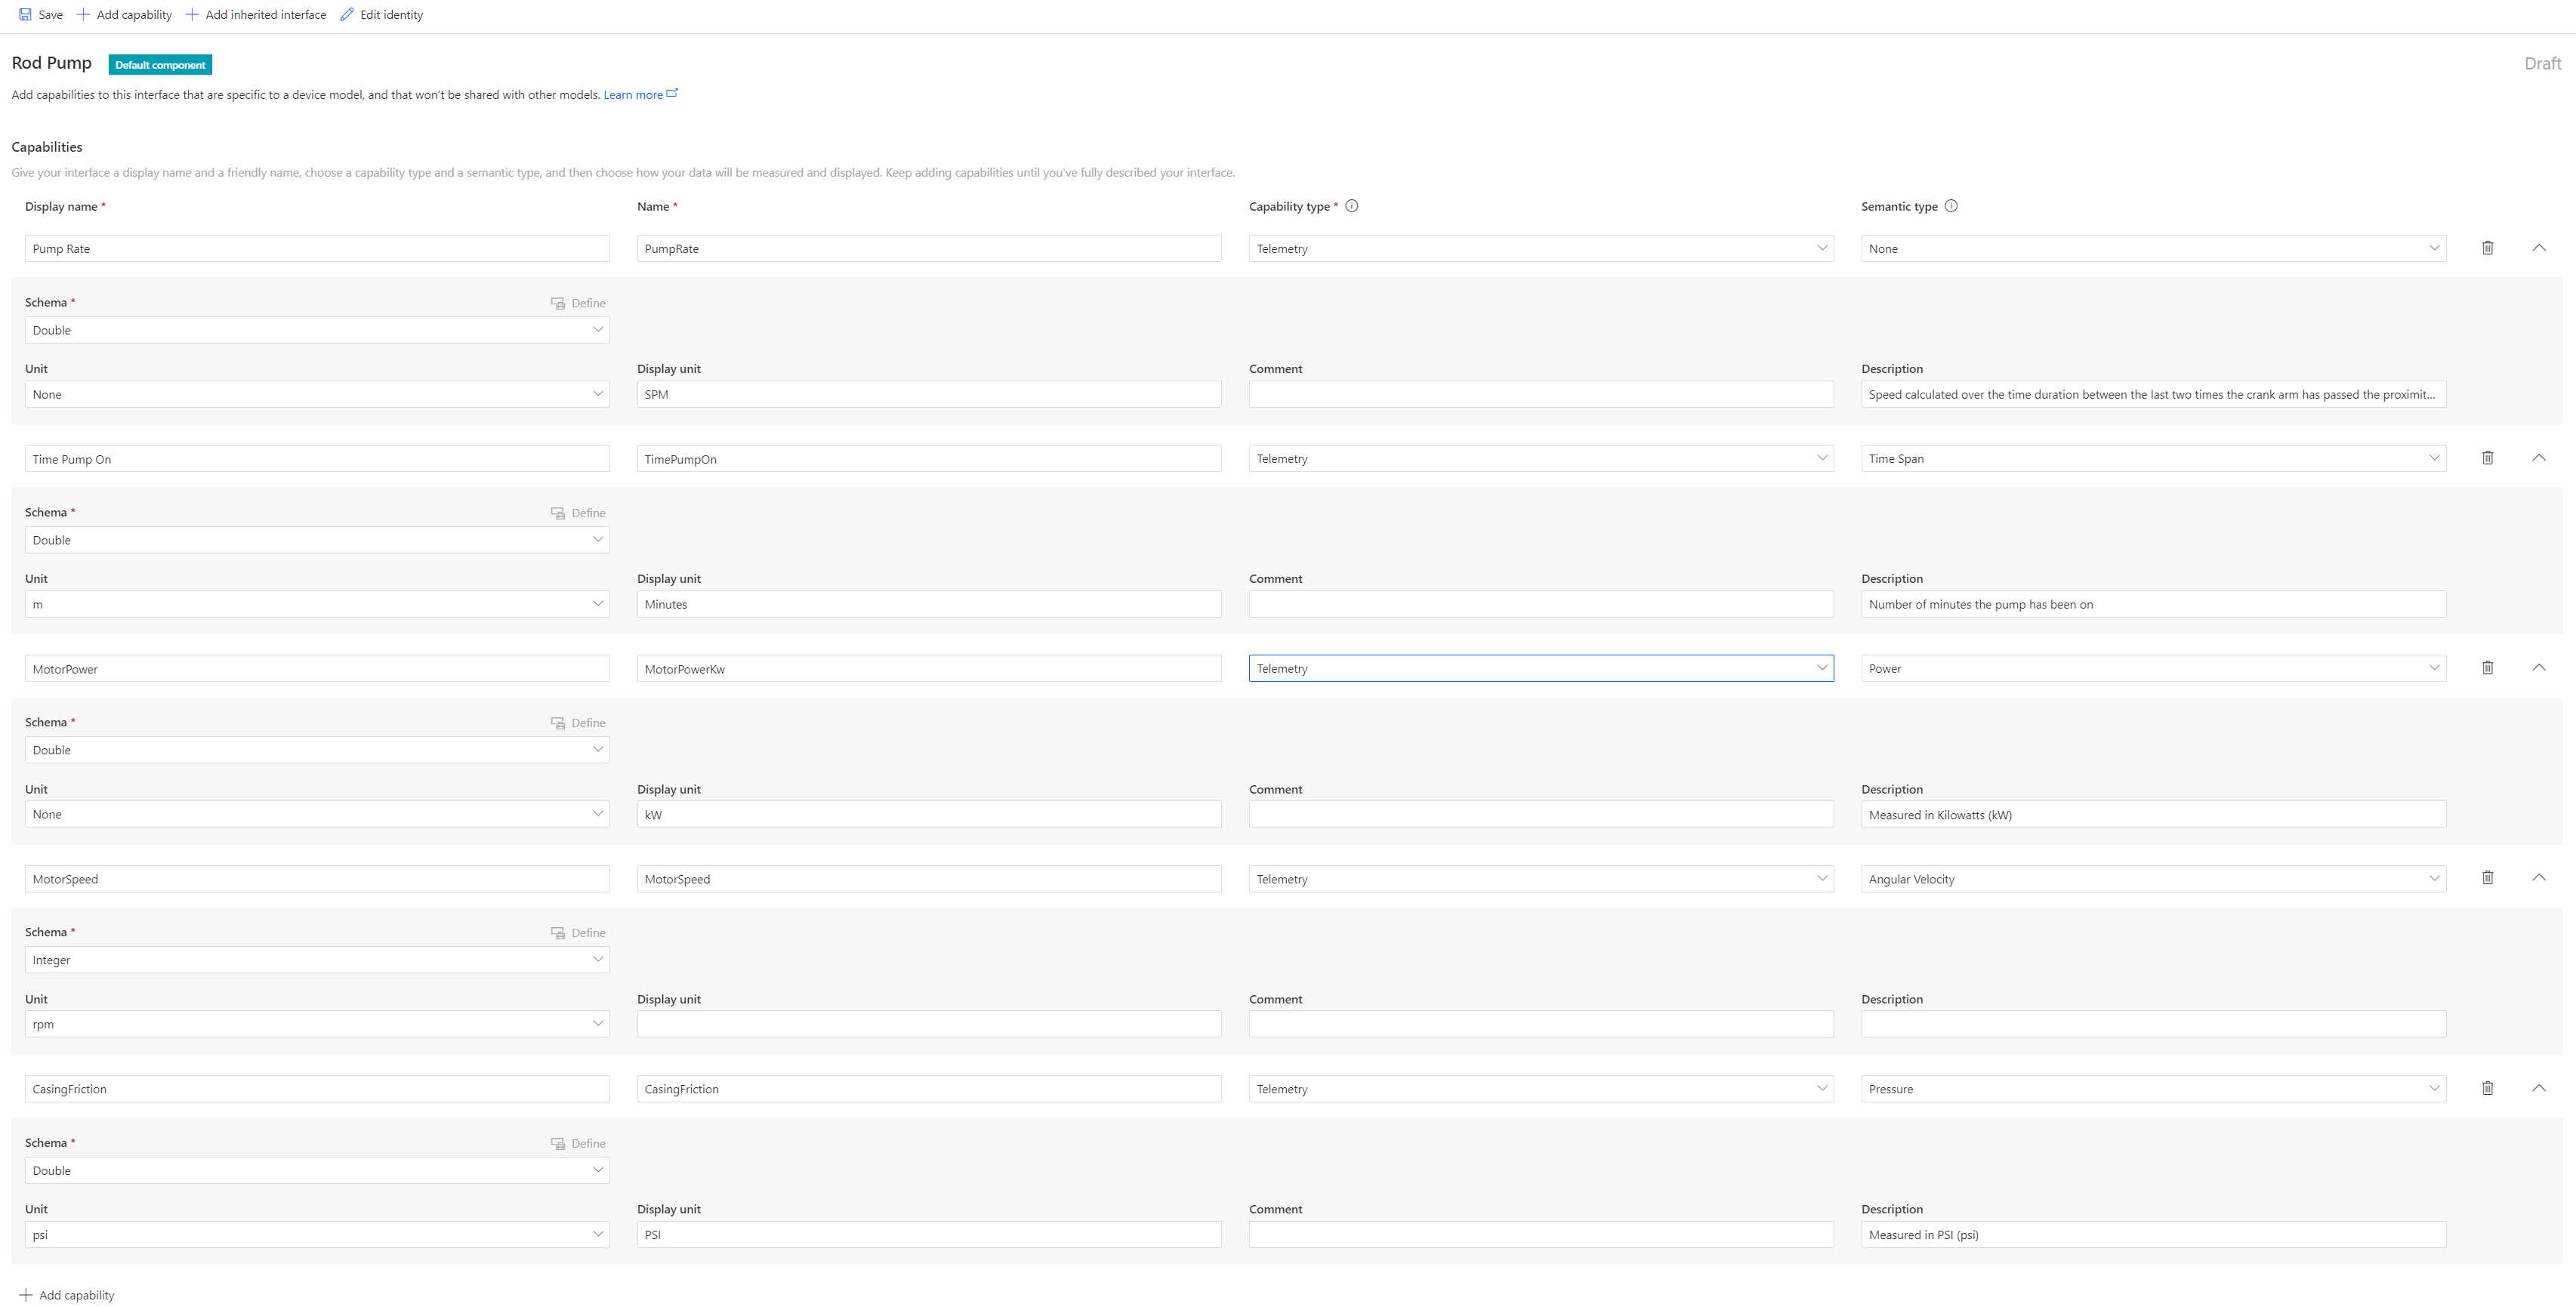 Save Add capability Add inherited interface Edit identity
Rod Pump Default component Draft
Add capabilities to this interface that are specific to a device model, and that won't be shared with other models. Learn more
Capabilities
Give your interface a display name and a friendly name, choose a capability type and a semantic type, and then choose how your data will be measured and displayed. Keep adding capabilities until you've fully described your interface.
Display name * Name * Capability type * Semantic type
Pump Rate PumpRate Telemetry None
Schema * Define
Double
Unit Display unit Comment Description
None SPM Speed calculated over the time duration between the last two times the crank arm has passed the proximit...
Time Pump On TimePumpOn Telemetry Time Span
Schema * Define
Double
Unit Display unit Comment Description
m Minutes Number of minutes the pump has been on
MotorPower MotorPowerKw Telemetry Power
Schema * Define
Double
Unit Display unit Comment Description
None kW Measured in Kilowatts (kW)
MotorSpeed MotorSpeed Telemetry Angular Velocity
Schema * Define
Integer
Unit Display unit Comment Description
rpm
CasingFriction CasingFriction Telemetry Pressure
Schema * Define
Double
Unit Display unit Comment Description
psi PSI Measured in PSI (psi)
Add capability